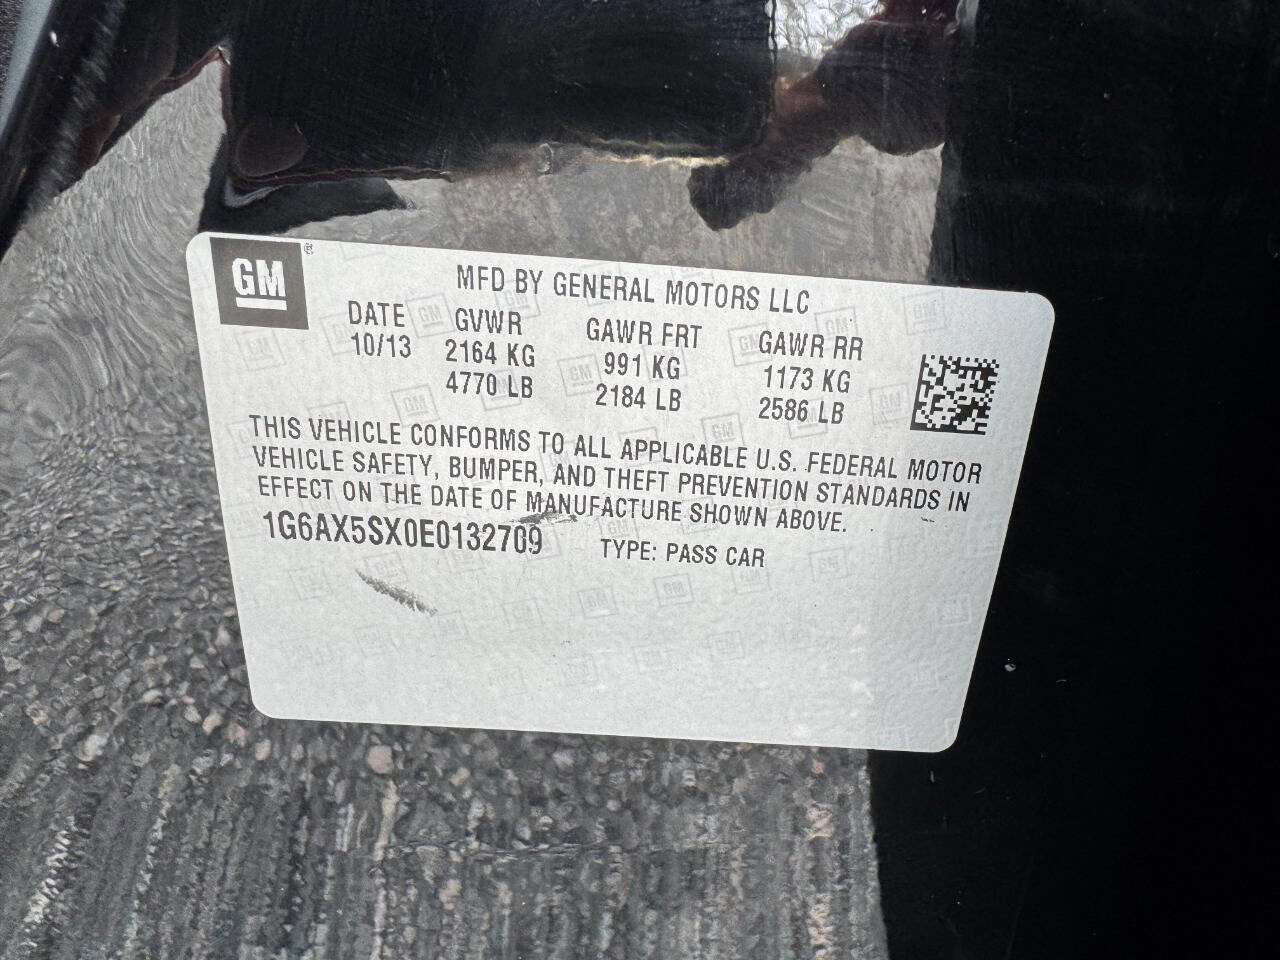 GM ®
MFD BY GENERAL MOTORS LLC
DATE GVWR GAWR FRT GAWR RR
10/13 2164 KG 991 KG 1173 KG
4770 LB 2184 LB 2586 LB
THIS VEHICLE CONFORMS TO ALL APPLICABLE U.S. FEDERAL MOTOR
VEHICLE SAFETY, BUMPER, AND THEFT PREVENTION STANDARDS IN
EFFECT ON THE DATE OF MANUFACTURE SHOWN ABOVE.
1G6AX5SX0E0132709 TYPE: PASS CAR